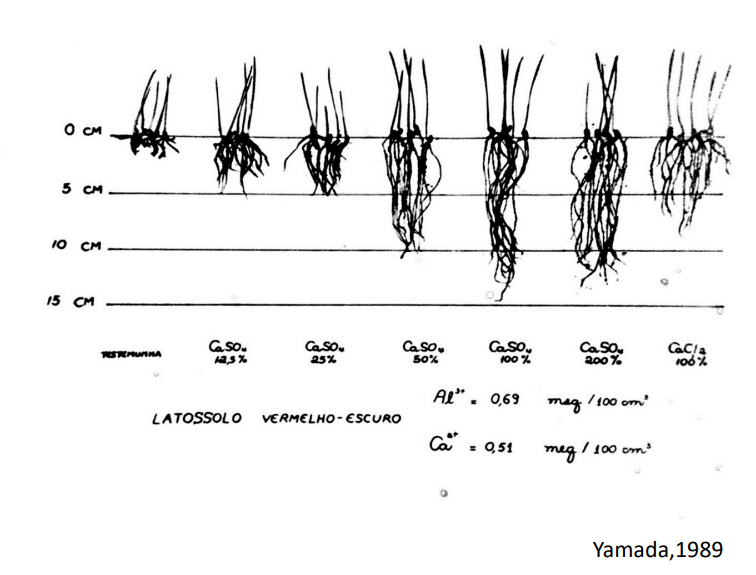 0 CM
5 CM
10 CM
15 CM
TESTEMUNHA CaSO4 CaSO4 CaSO4 CaSO4 CaSO4 CaCl2
12,5% 25% 50% 100% 200% 100%
Al3+ = 0,69 meq / 100 cm3
LATOSSOLO VERMELHO-ESCURO
Ca2+ = 0,51 meq / 100 cm3
Yamada,1989